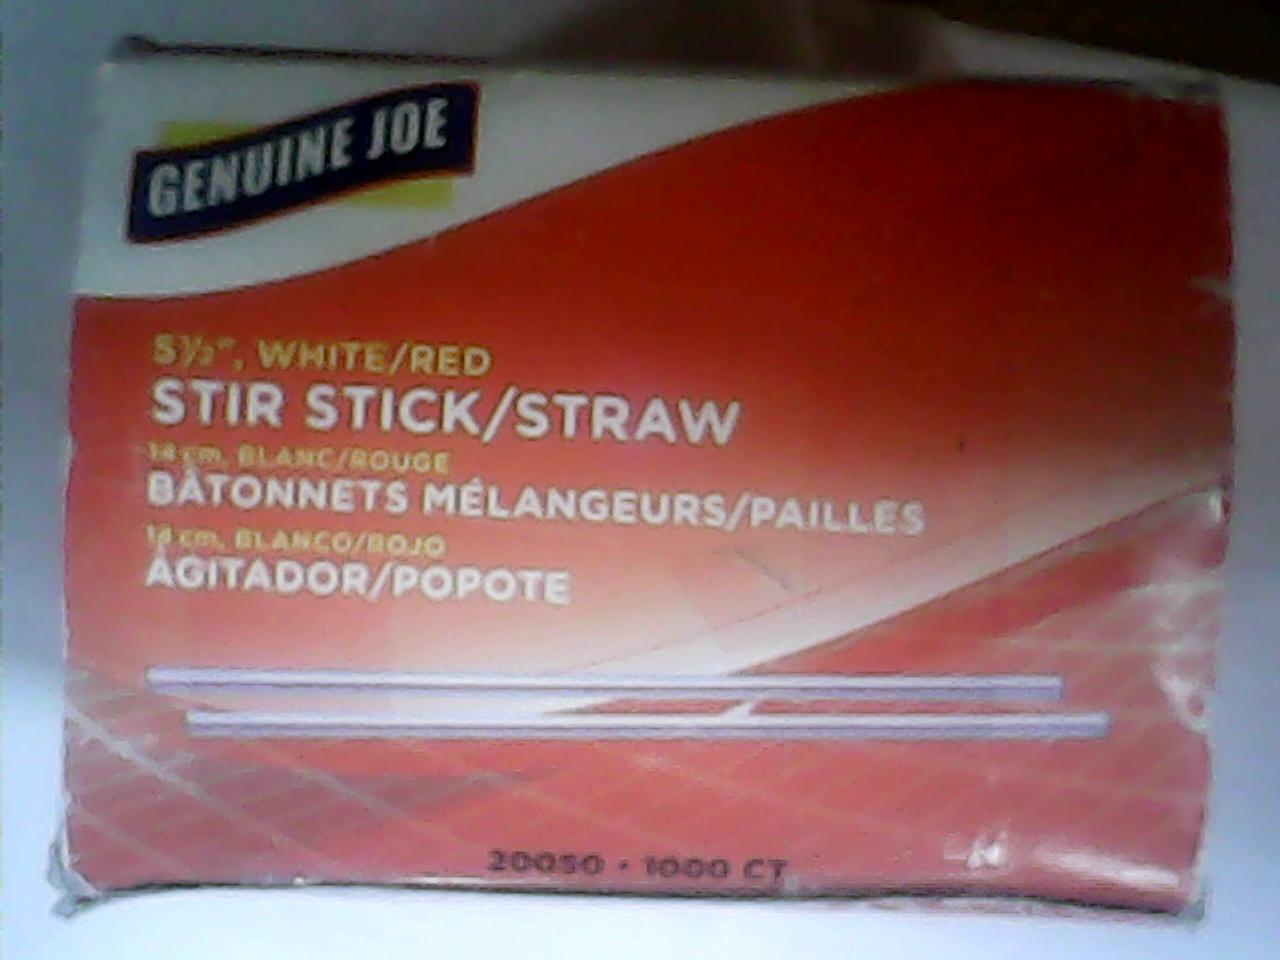 GENUINE JOE
5½", WHITE/RED
STIR STICK/STRAW
14 cm, BLANC/ROUGE
BÂTONNETS MÉLANGEURS/PAILLES
14 cm, BLANCO/ROJO
AGITADOR/POPOTE
20050 • 1000 CT